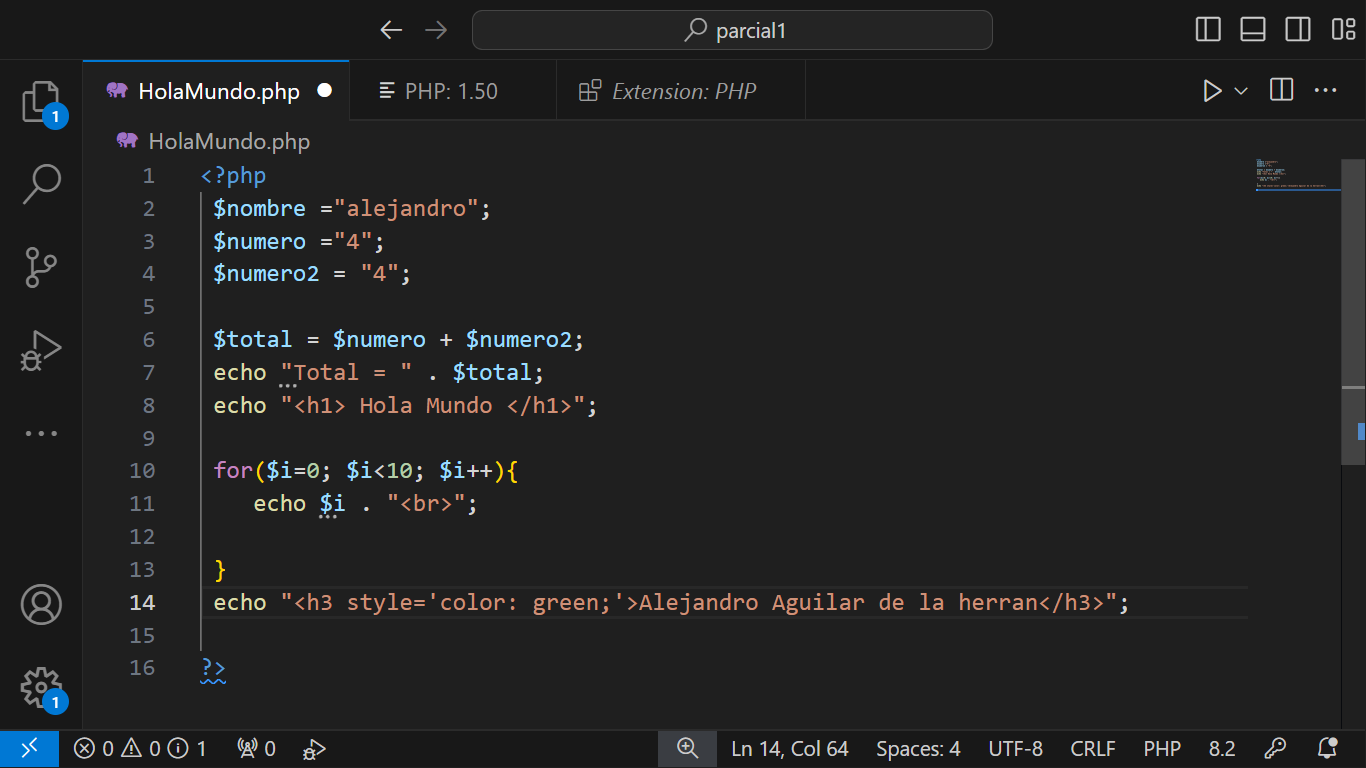 parcial1
HolaMundo.php
PHP: 1.50
Extension: PHP
1
HolaMundo.php
1 <?php
2 $nombre ="alejandro";
3 $numero ="4";
4 $numero2 = "4";
5
6 $total = $numero + $numero2;
7 echo "Total = " . $total;
8 echo "<h1> Hola Mundo </h1>";
9
10 for($i=0; $i<10; $i++){
11 echo $i . "<br>";
12
13 }
14 echo "<h3 style='color: green;'>Alejandro Aguilar de la herran</h3>";
15
16 ?>
1
0 0 1 0 Ln 14, Col 64 Spaces: 4 UTF-8 CRLF PHP 8.2